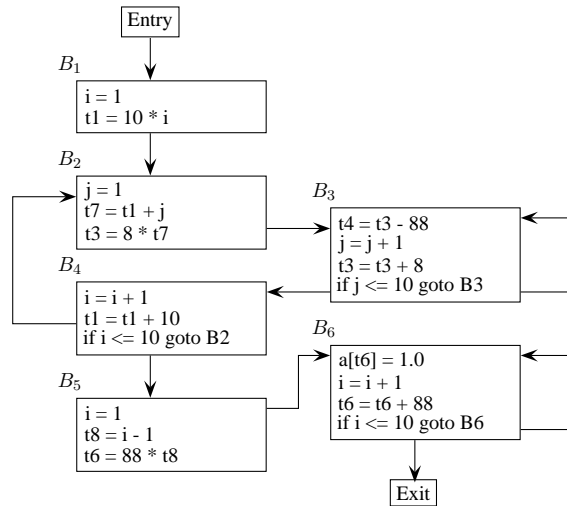 Entry
B1
i = 1
t1 = 10 * i
B2
j = 1
t7 = t1 + j
t3 = 8 * t7
B3
t4 = t3 - 88
j = j + 1
t3 = t3 + 8
if j <= 10 goto B3
B4
i = i + 1
t1 = t1 + 10
if i <= 10 goto B2
B5
i = 1
t8 = i - 1
t6 = 88 * t8
B6
a[t6] = 1.0
i = i + 1
t6 = t6 + 88
if i <= 10 goto B6
Exit